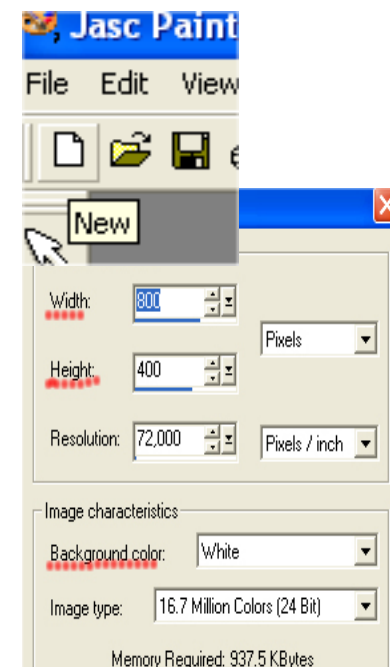 , Jasc Paint
File Edit View
New
Width: 800
Pixels
Height: 400
Resolution: 72,000 Pixels / inch
Image characteristics
Background color: White
Image type: 16.7 Million Colors (24 Bit)
Memory Required: 937.5 KBytes